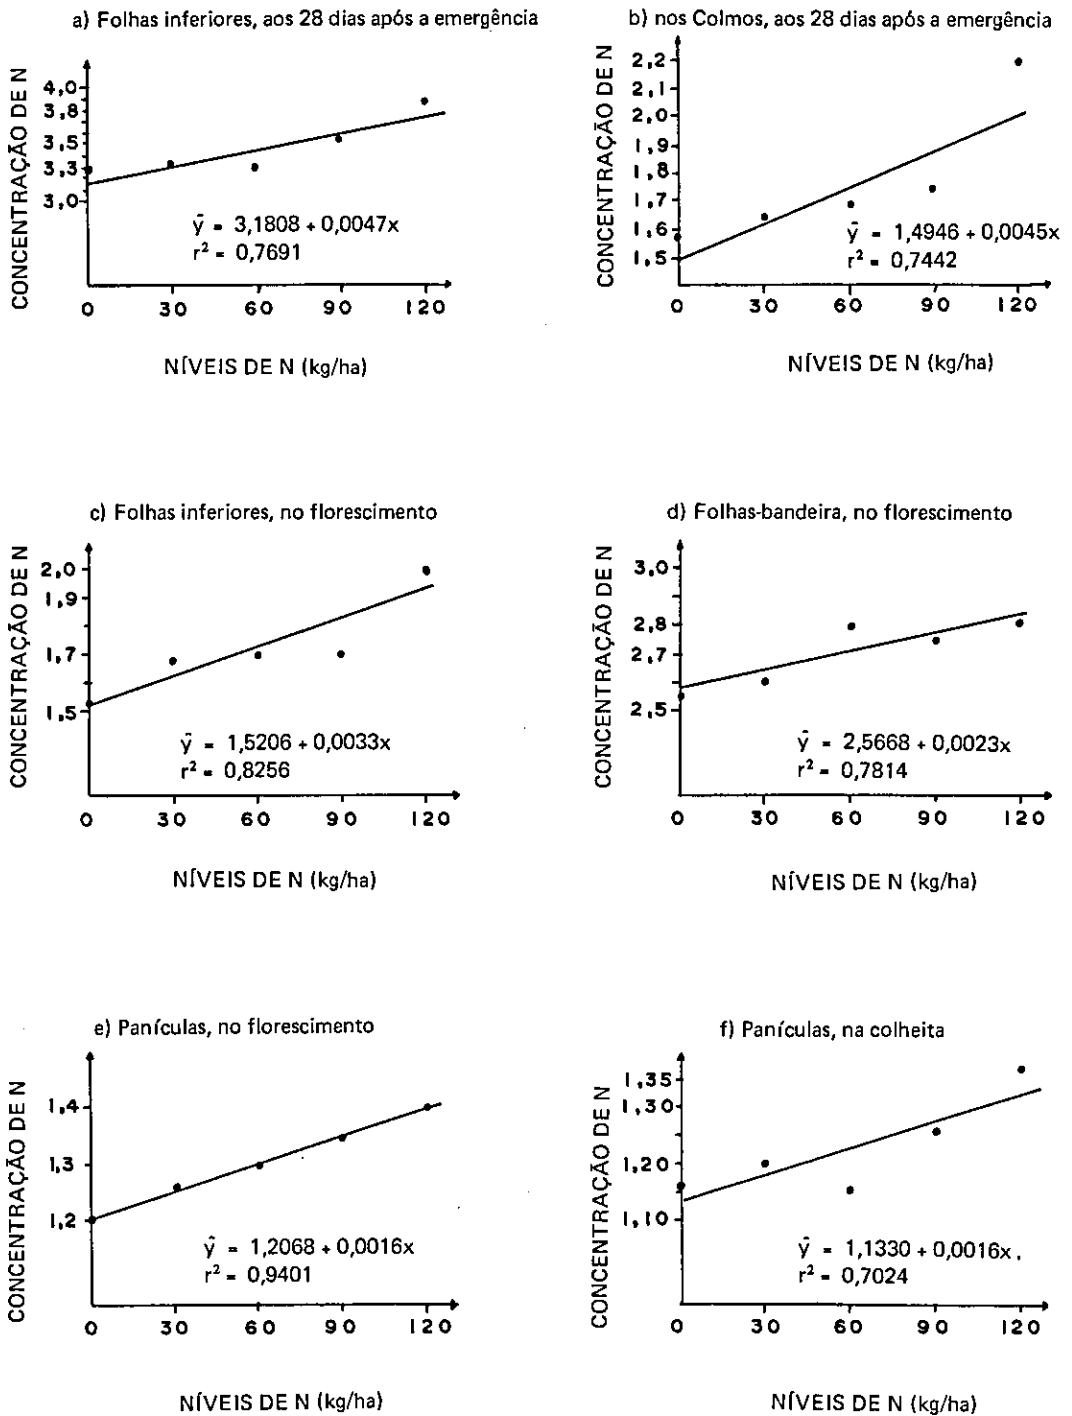 a) Folhas inferiores, aos 28 dias após a emergência
CONCENTRAÇÃO DE N
4,0
3,8
3,5
3,3
3,0
ŷ = 3,1808 + 0,0047x
r² = 0,7691
0 30 60 90 120
NÍVEIS DE N (kg/ha)
b) nos Colmos, aos 28 dias após a emergência
CONCENTRAÇÃO DE N
2,2
2,1
2,0
1,9
1,8
1,7
1,6
1,5
ŷ = 1,4946 + 0,0045x
r² = 0,7442
0 30 60 90 120
NÍVEIS DE N (kg/ha)
c) Folhas inferiores, no florescimento
CONCENTRAÇÃO DE N
2,0
1,9
1,7
1,5
ŷ = 1,5206 + 0,0033x
r² = 0,8256
0 30 60 90 120
NÍVEIS DE N (kg/ha)
d) Folhas-bandeira, no florescimento
CONCENTRAÇÃO DE N
3,0
2,8
2,7
2,5
ŷ = 2,5668 + 0,0023x
r² = 0,7814
0 30 60 90 120
NÍVEIS DE N (kg/ha)
e) Panículas, no florescimento
CONCENTRAÇÃO DE N
1,4
1,3
1,2
ŷ = 1,2068 + 0,0016x
r² = 0,9401
0 30 60 90 120
NÍVEIS DE N (kg/ha)
f) Panículas, na colheita
CONCENTRAÇÃO DE N
1,35
1,30
1,20
1,10
ŷ = 1,1330 + 0,0016x.
r² = 0,7024
0 30 60 90 120
NÍVEIS DE N (kg/ha)